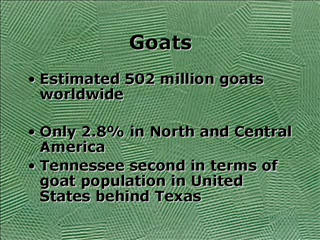 Goats
• Estimated 502 million goats
worldwide
• Only 2.8% in North and Central
America
• Tennessee second in terms of
goat population in United
States behind Texas